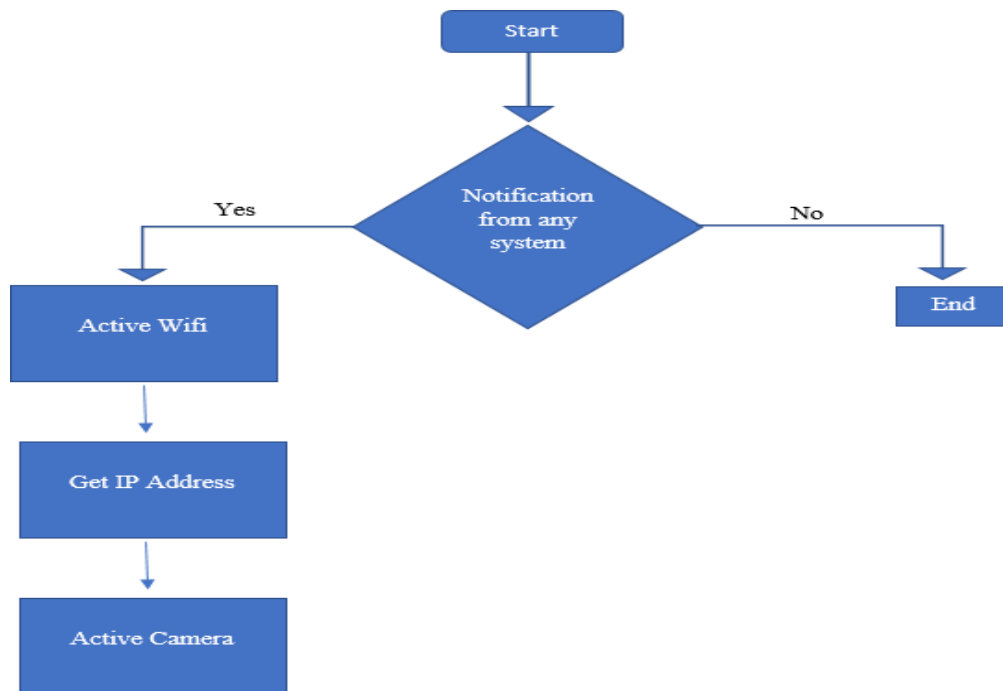 Start
Notification
from any
system
Yes
No
Active Wifi
End
Get IP Address
Active Camera